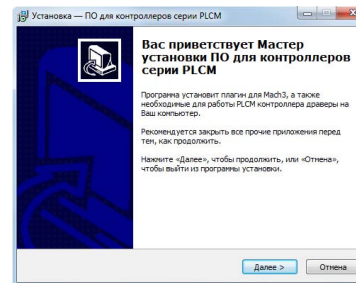 Установка — ПО для контроллеров серии PLCM
Вас приветствует Мастер
установки ПО для контроллеров
серии PLCM
Программа установит плагин для Mach3, а также
необходимые для работы PLCM контроллера драверы на
Ваш компьютер.
Рекомендуется закрыть все прочие приложения перед
тем, как продолжить.
Нажмите «Далее», чтобы продолжить, или «Отмена»,
чтобы выйти из программы установки.
Далее > Отмена